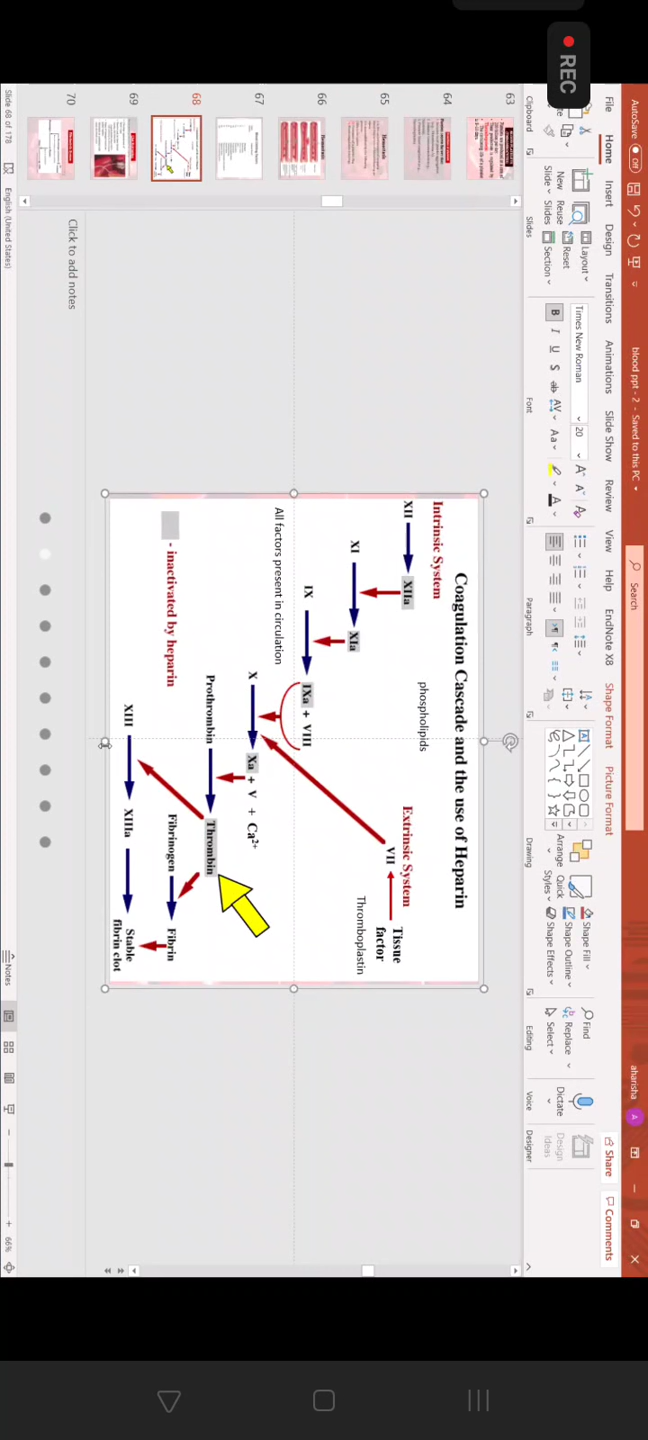 REC
AutoSave
Off
blood ppt - 2 - Saved to this PC
Search
aharisha
A
File
Home
Insert
Design
Transitions
Animations
Slide Show
Review
View
Help
EndNote X8
Shape Format
Picture Format
Share
Comments
New
Slide
Reuse
Slides
Layout
Reset
Section
Times New Roman
20
B I U S ab AV Aa
Arrange
Quick
Styles
Shape Fill
Shape Outline
Shape Effects
Find
Replace
Select
Dictate
Design
Ideas
Clipboard
Slides
Font
Paragraph
Drawing
Editing
Voice
Designer
63
64
65
66
67
68
69
70
Coagulation Cascade and the use of Heparin
Intrinsic System
phospholipids
Extrinsic System
XII
XIIa
VII
Tissue
factor
Thromboplastin
XI
XIa
IX
IXa + VIII
All factors present in circulation
X
Xa + V + Ca2+
Prothrombin
Thrombin
- inactivated by heparin
Fibrinogen
Fibrin
XIII
XIIIa
Stable
fibrin clot
Click to add notes
Slide 68 of 178
English (United States)
Notes
66%